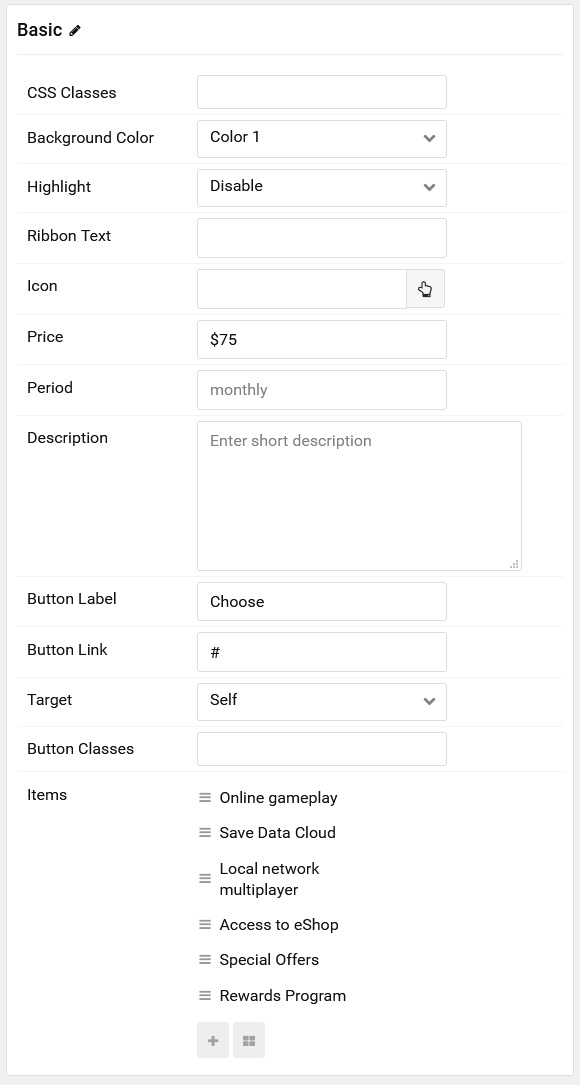 Basic
CSS Classes
Background Color Color 1
Highlight Disable
Ribbon Text
Icon
Price $75
Period monthly
Description Enter short description
Button Label Choose
Button Link #
Target Self
Button Classes
Items Online gameplay
Save Data Cloud
Local network
multiplayer
Access to eShop
Special Offers
Rewards Program